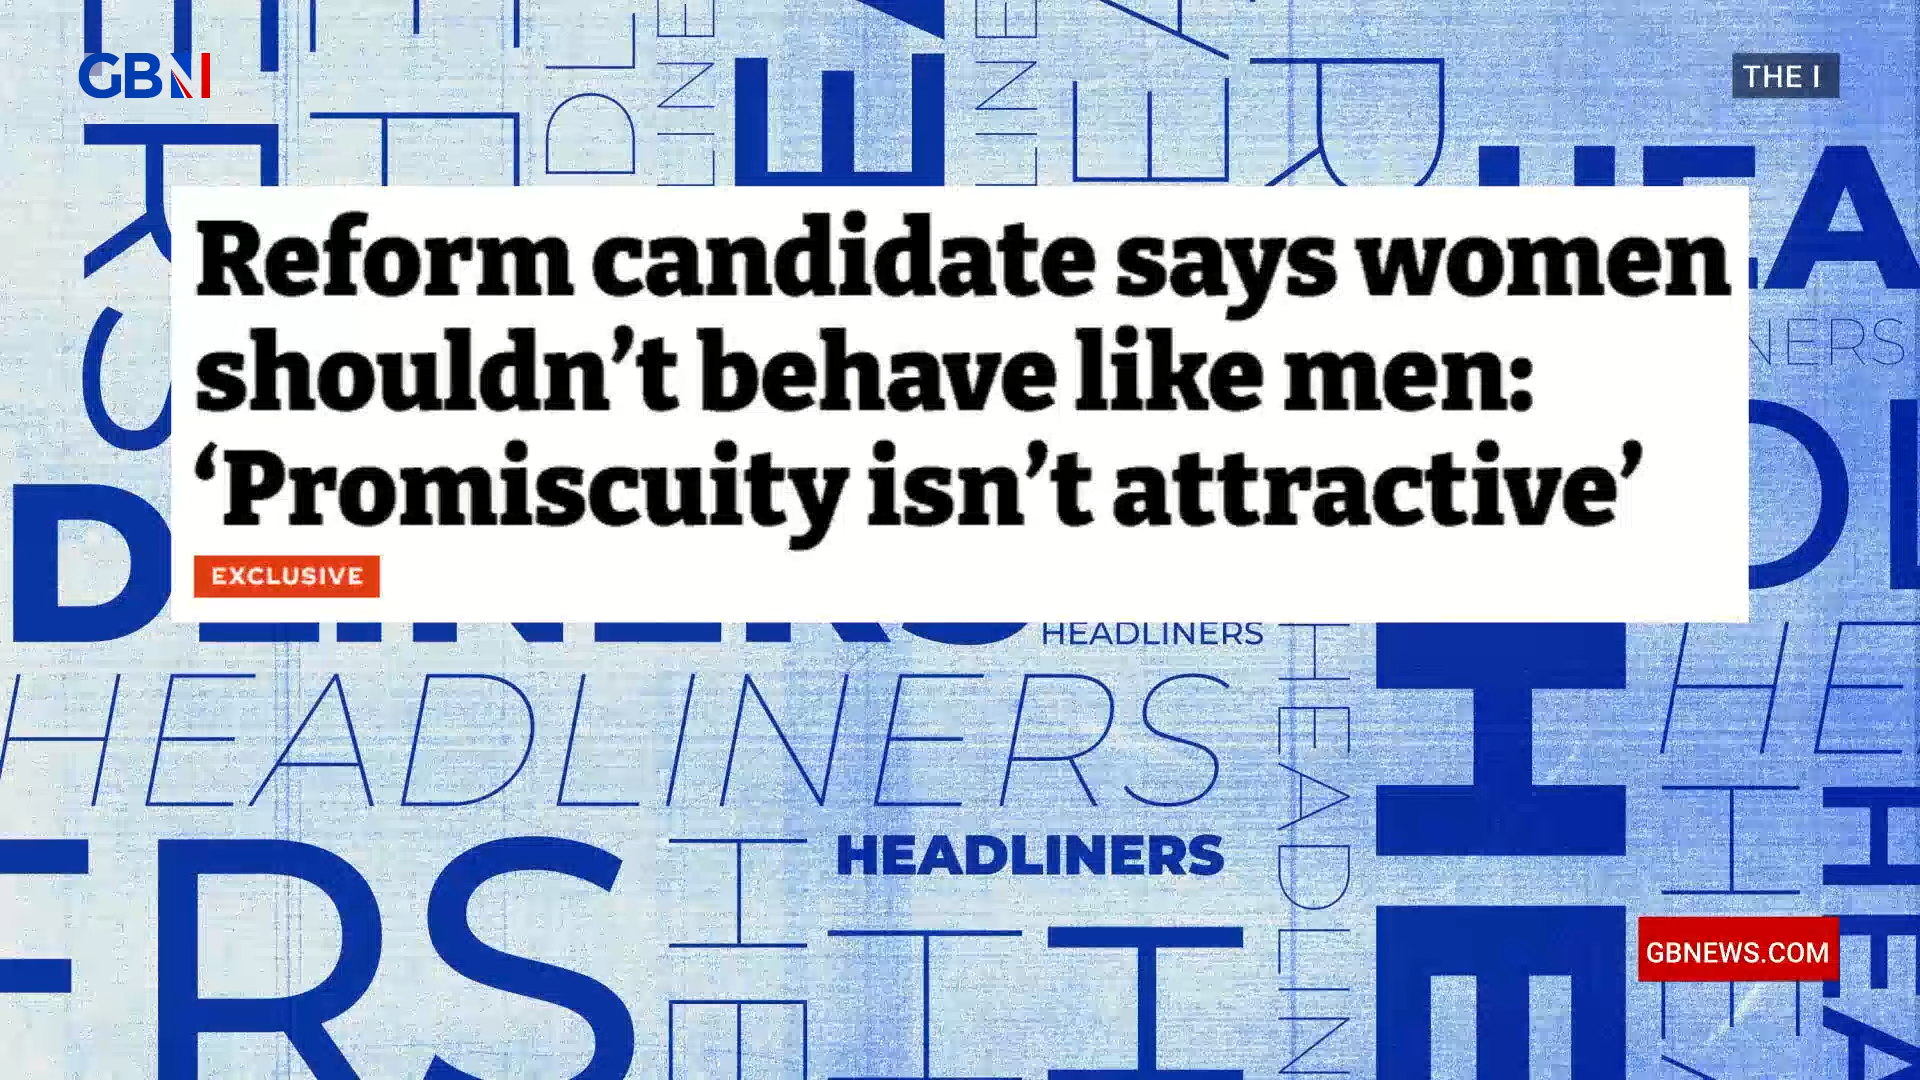 GBN
THE I
Reform candidate says women
shouldn’t behave like men:
‘Promiscuity isn’t attractive’
EXCLUSIVE
HEADLINERS
HEADLINERS
HEADLINERS
GBNEWS.COM